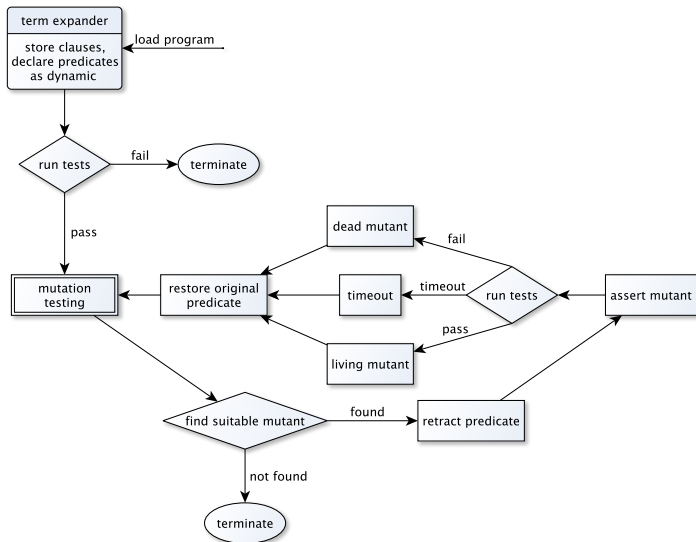 term expander
store clauses,
declare predicates
as dynamic
load program
run tests
fail
terminate
pass
dead mutant
fail
mutation
testing
restore original
predicate
timeout
timeout
run tests
assert mutant
pass
living mutant
find suitable mutant
found
retract predicate
not found
terminate